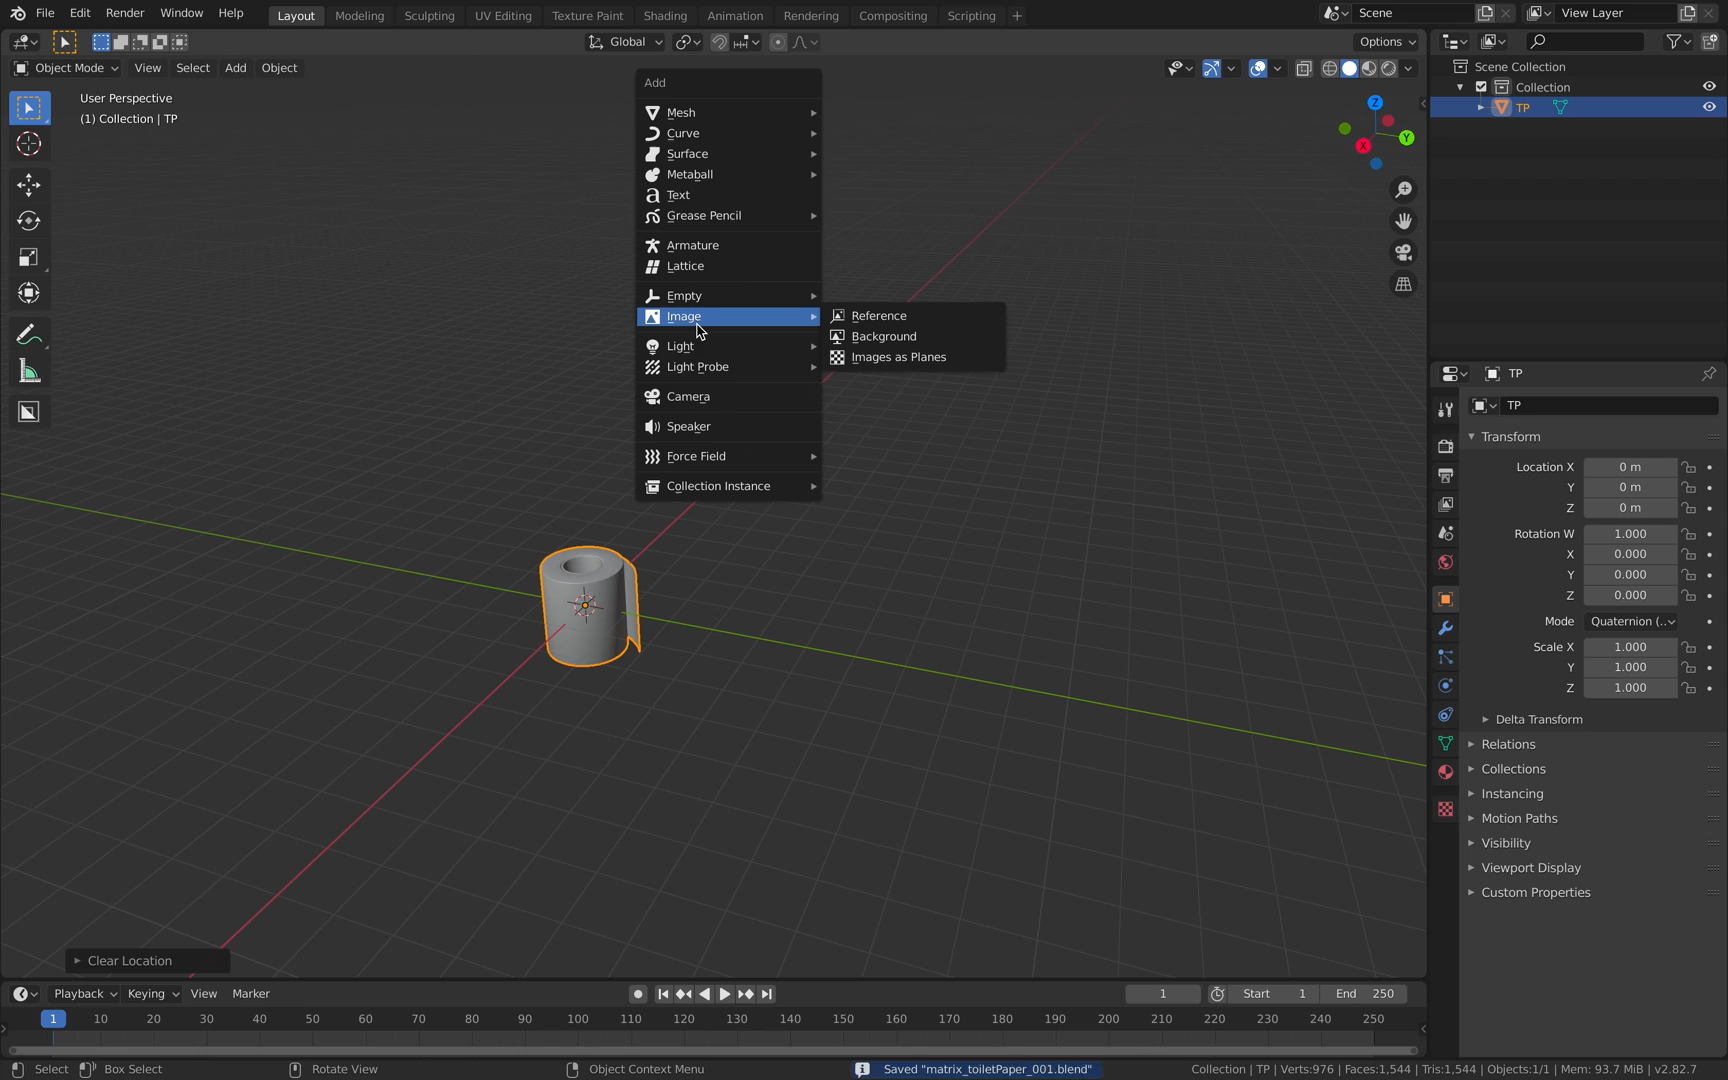 File Edit Render Window Help
Layout Modeling Sculpting UV Editing Texture Paint Shading Animation Rendering Compositing Scripting +
Scene
View Layer
Global
Options
Object Mode View Select Add Object
User Perspective
(1) Collection | TP
Add
Mesh
Curve
Surface
Metaball
Text
Grease Pencil
Armature
Lattice
Empty
Image
Light
Light Probe
Camera
Speaker
Force Field
Collection Instance
Reference
Background
Images as Planes
Z
Y
X
Scene Collection
Collection
TP
TP
TP
Transform
Location X 0 m
Y 0 m
Z 0 m
Rotation W 1.000
X 0.000
Y 0.000
Z 0.000
Mode Quaternion (..
Scale X 1.000
Y 1.000
Z 1.000
Delta Transform
Relations
Collections
Instancing
Motion Paths
Visibility
Viewport Display
Custom Properties
Clear Location
Playback Keying View Marker
1
Start 1
End 250
1 10 20 30 40 50 60 70 80 90 100 110 120 130 140 150 160 170 180 190 200 210 220 230 240 250
Select Box Select Rotate View Object Context Menu
Saved "matrix_toiletPaper_001.blend"
Collection | TP | Verts:976 | Faces:1,544 | Tris:1,544 | Objects:1/1 | Mem: 93.7 MiB | v2.82.7